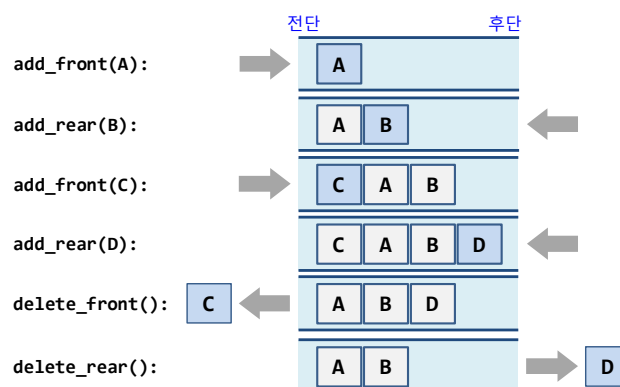 전단 후단
add_front(A): A
add_rear(B): A B
add_front(C): C A B
add_rear(D): C A B D
delete_front(): C A B D
delete_rear(): A B D